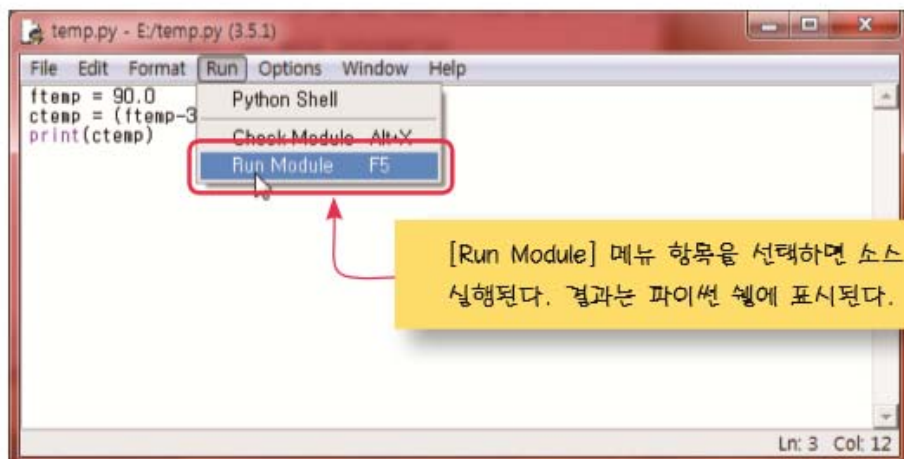 temp.py - E:/temp.py (3.5.1)
File Edit Format Run Options Window Help
ftemp = 90.0
ctemp = (ftemp-3
print(ctemp)
Python Shell
Check Module Alt+X
Run Module F5
[Run Module] 메뉴 항목을 선택하면 소스
실행된다. 결과는 파이썬 쉘에 표시된다.
Ln: 3 Col: 12